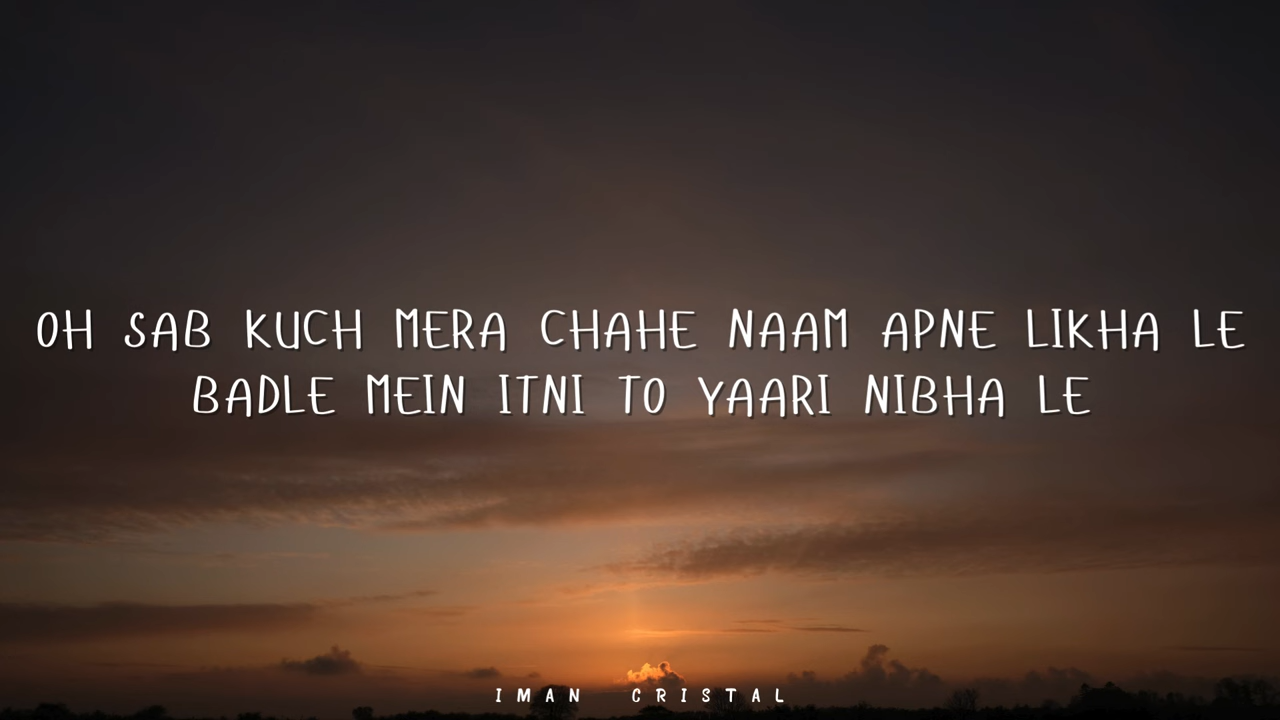 OH SAB KUCH MERA CHAHE NAAM APNE LIKHA LE
BADLE MEIN ITNI TO YAARI NIBHA LE
IMAN CRISTAL